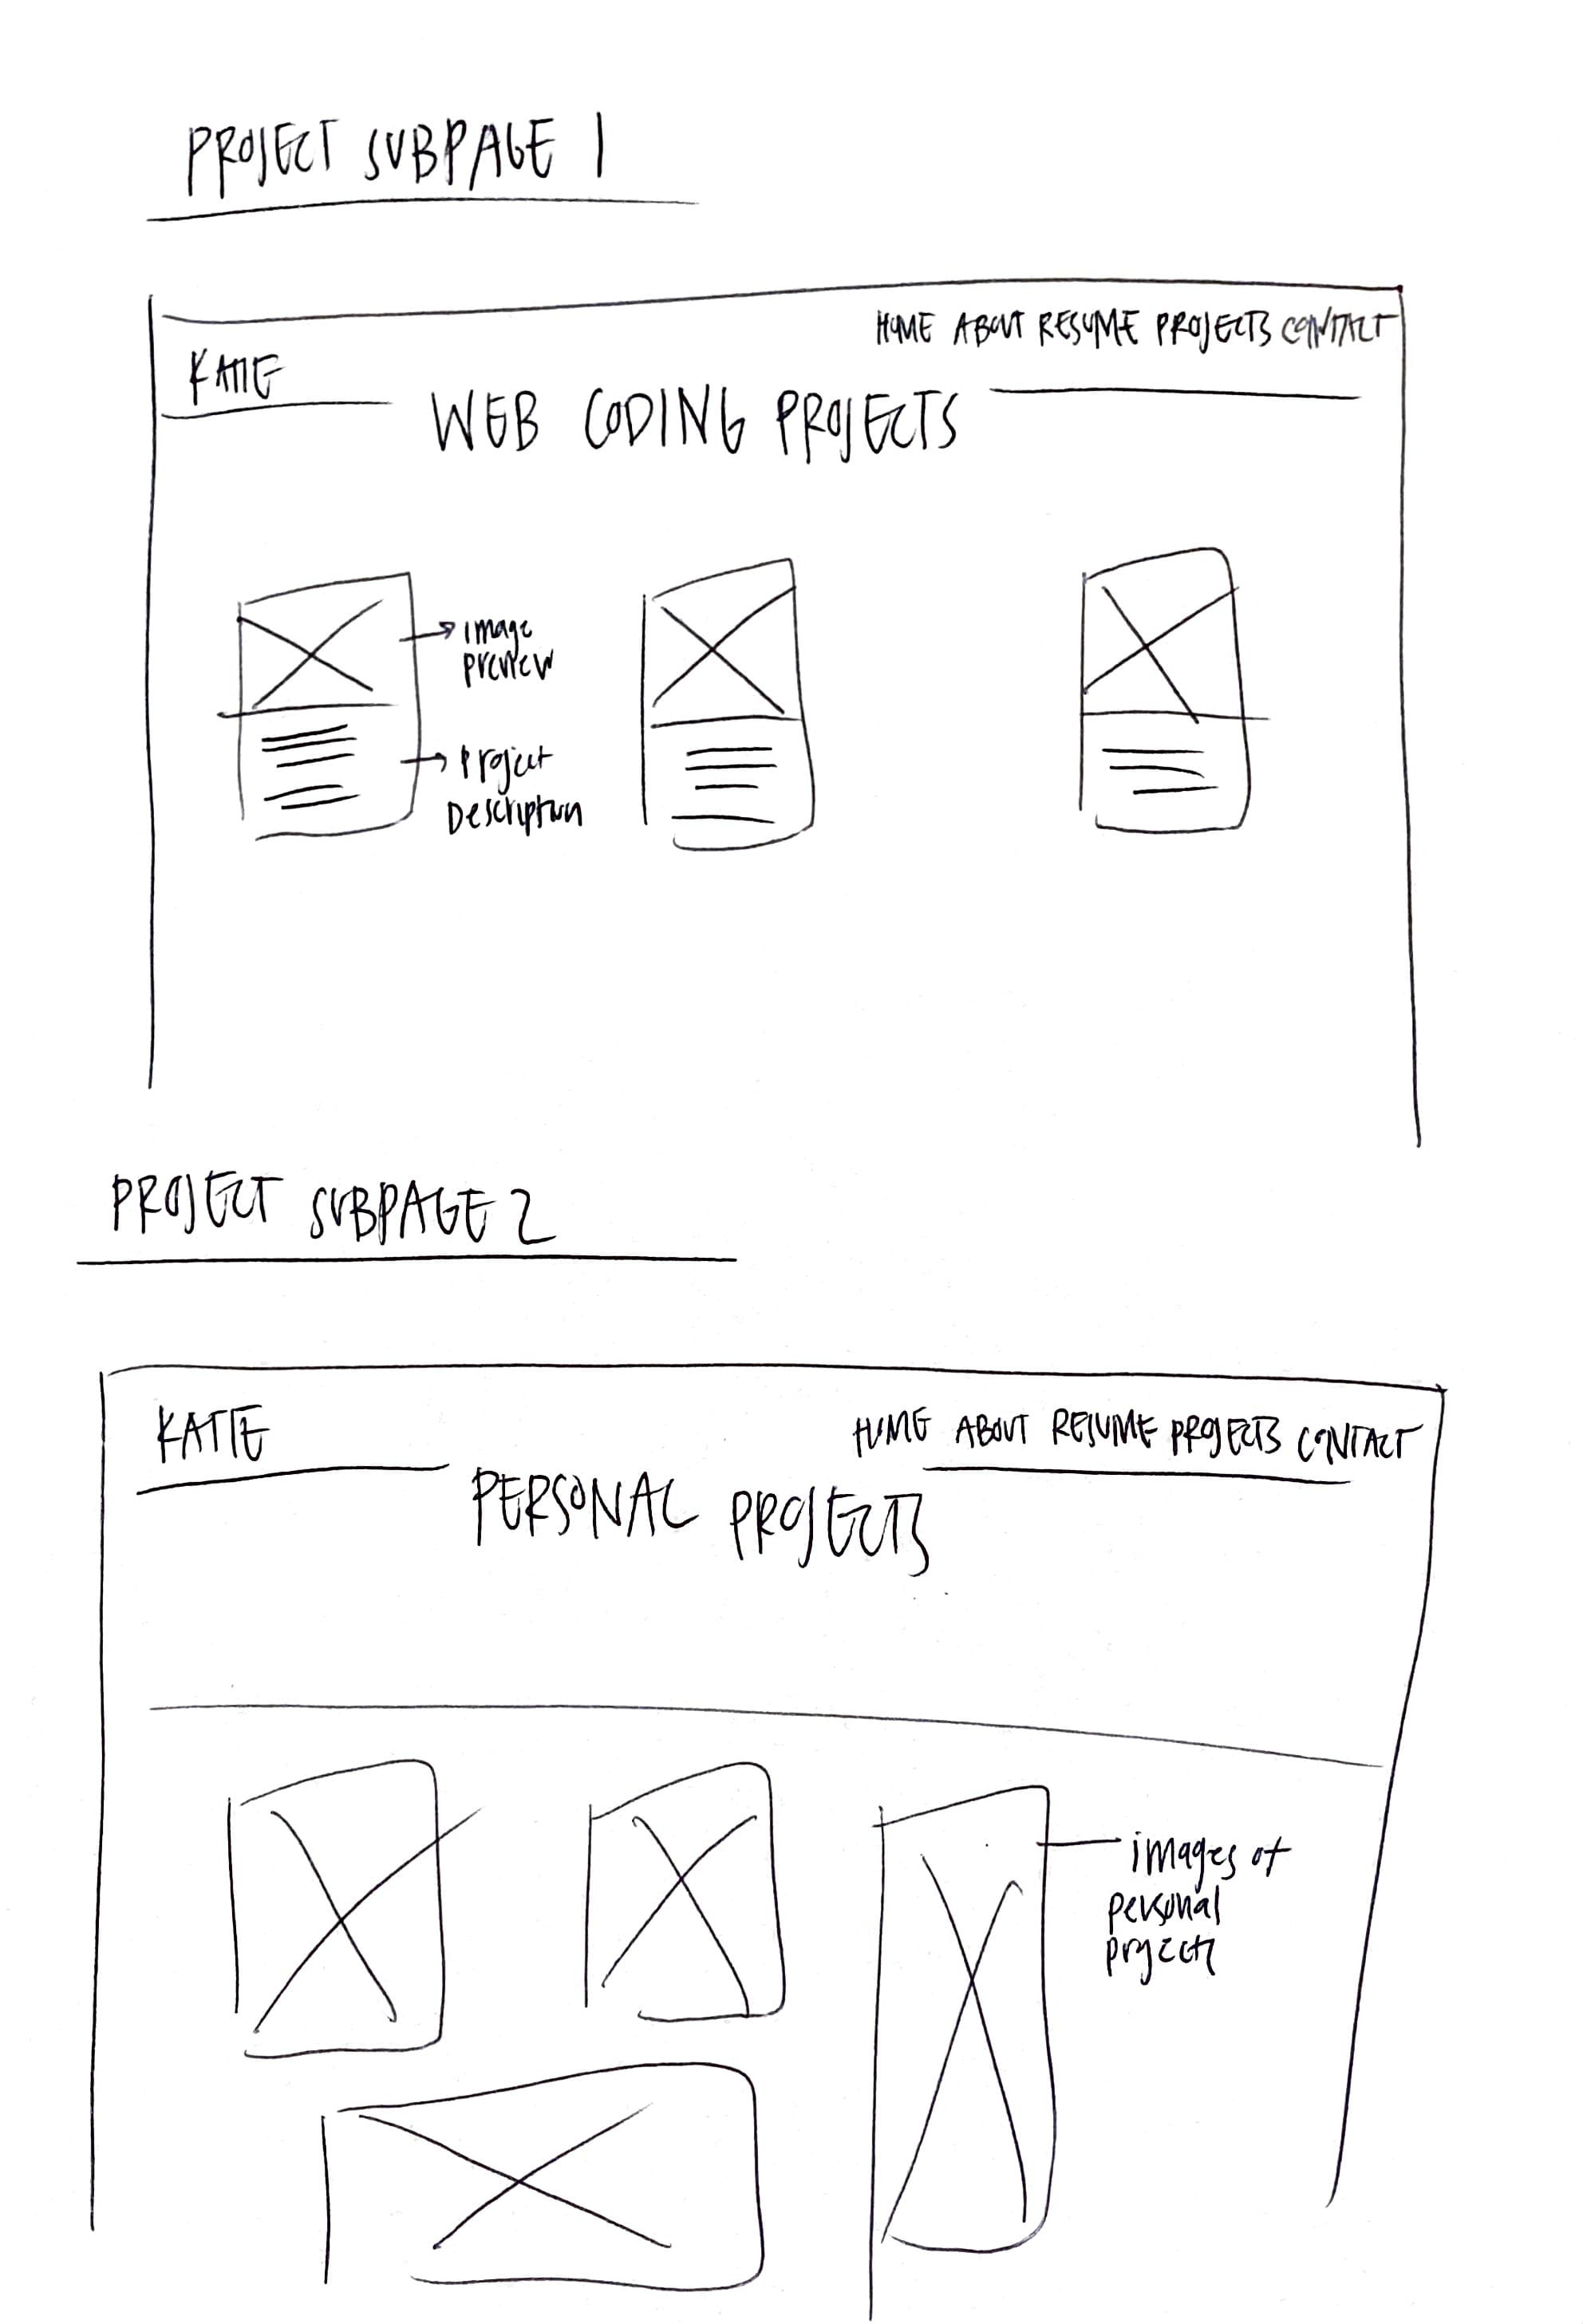 PROJECT SUBPAGE 1
HOME ABOUT RESUME PROJECTS CONTACT
KATIE
WEB CODING PROJECTS
image
preview
project
Description
PROJECT SUBPAGE 2
KATIE
HOME ABOUT RESUME PROJECTS CONTACT
PERSONAL PROJECTS
images of
personal
projects